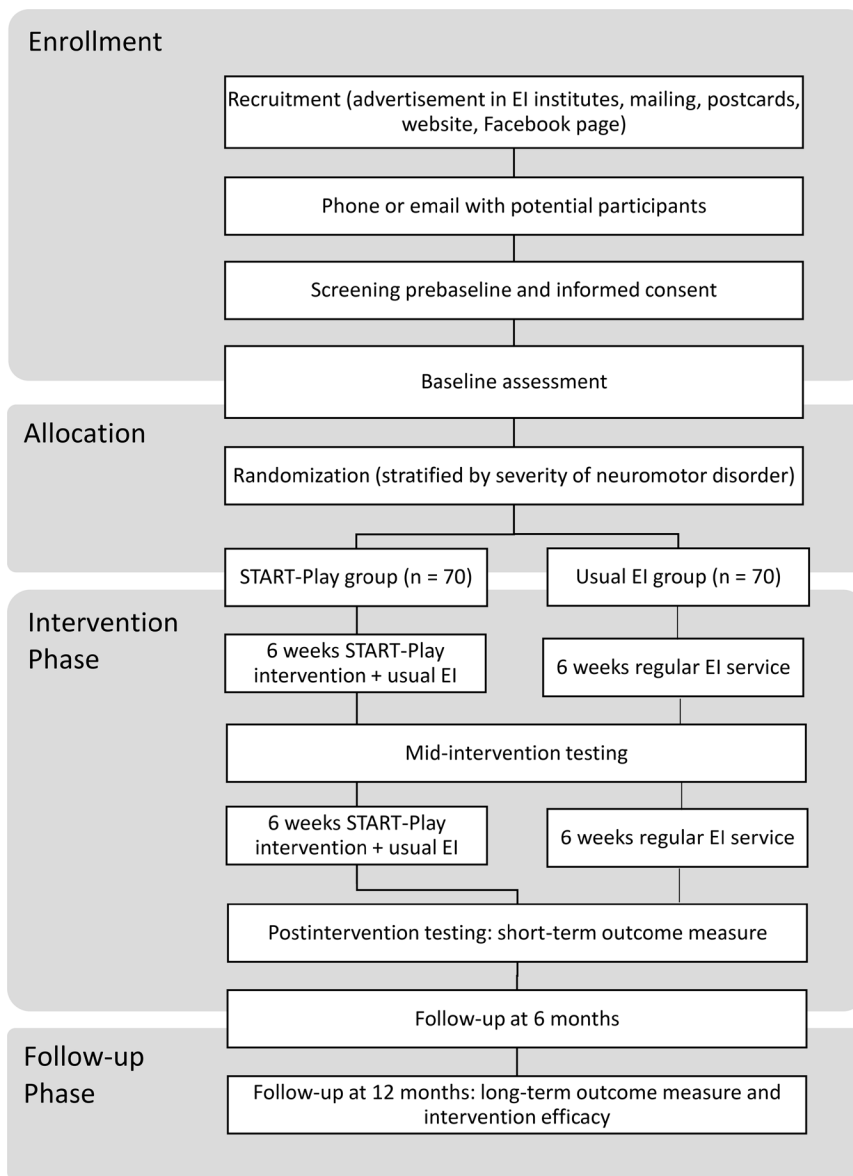 Enrollment
Recruitment (advertisement in EI institutes, mailing, postcards,
website, Facebook page)
Phone or email with potential participants
Screening prebaseline and informed consent
Baseline assessment
Allocation
Randomization (stratified by severity of neuromotor disorder)
START-Play group (n = 70)
Usual EI group (n = 70)
Intervention
Phase
6 weeks START-Play
intervention + usual EI
6 weeks regular EI service
Mid-intervention testing
6 weeks START-Play
intervention + usual EI
6 weeks regular EI service
Postintervention testing: short-term outcome measure
Follow-up at 6 months
Follow-up
Phase
Follow-up at 12 months: long-term outcome measure and
intervention efficacy